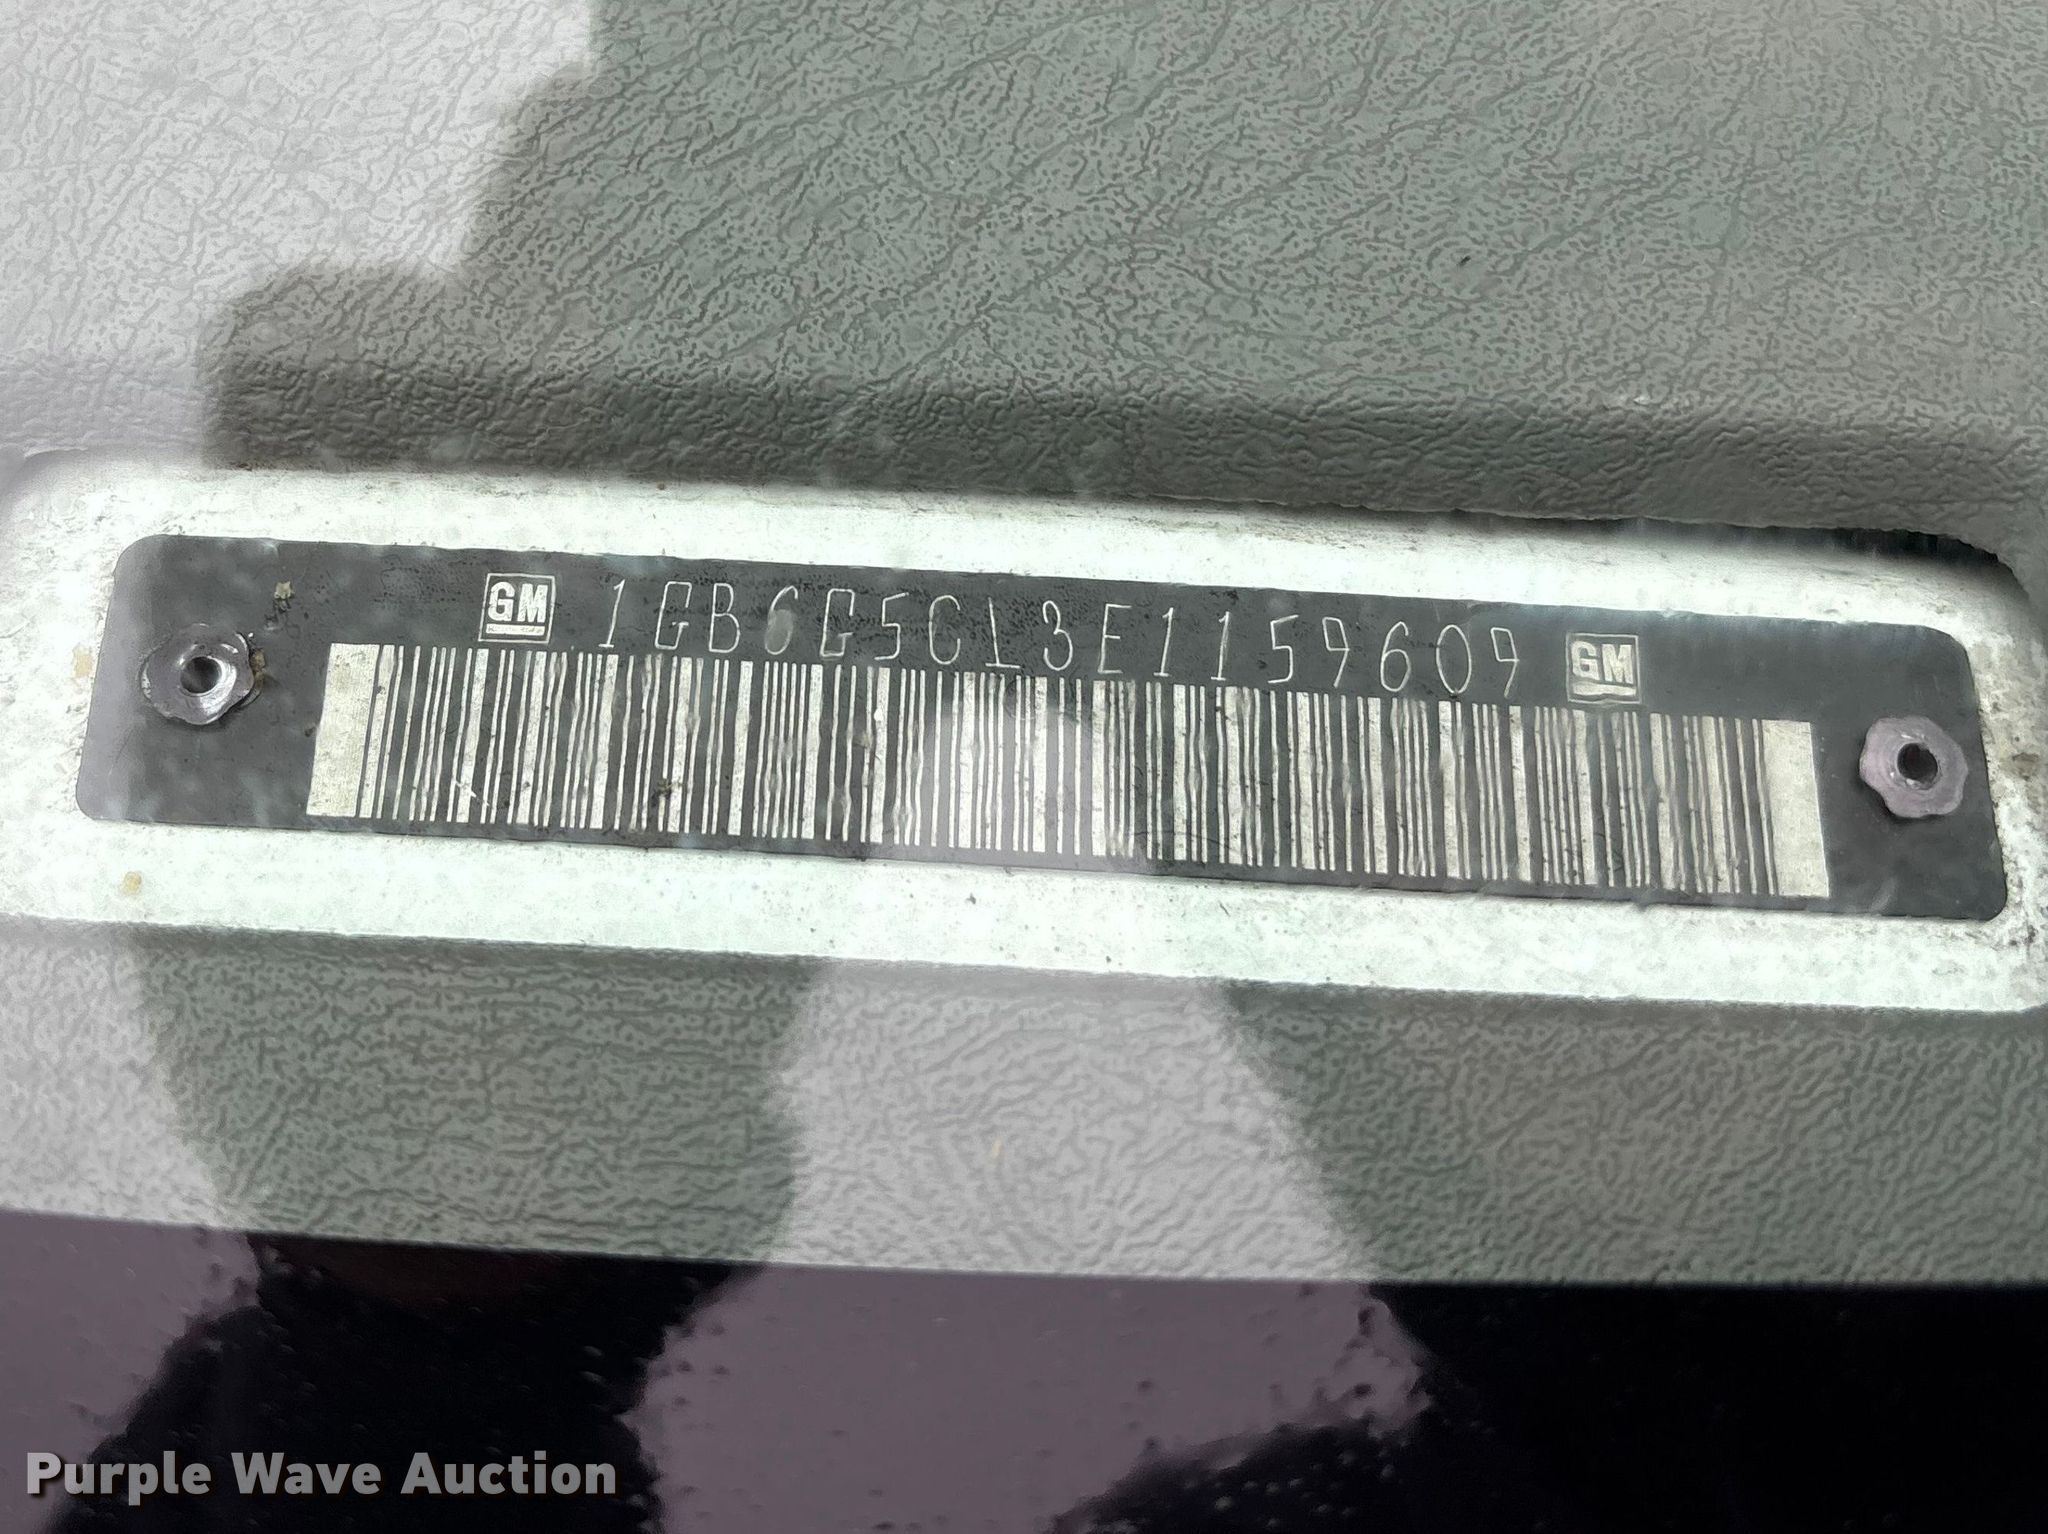 GM 1GB6G5CL3E1159609 GM
Purple Wave Auction